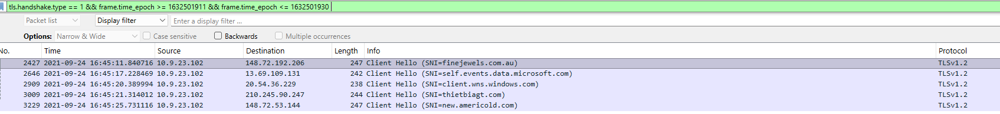 tls.handshake.type == 1 && frame.time_epoch >= 1632501911 && frame.time_epoch <= 1632501930
Packet list Display filter Enter a display filter ...
Options: Narrow & Wide Case sensitive Backwards Multiple occurrences
No. Time Source Destination Length Info Protocol
2427 2021-09-24 16:45:11.840716 10.9.23.102 148.72.192.206 247 Client Hello (SNI=finejewels.com.au) TLSv1.2
2646 2021-09-24 16:45:17.228469 10.9.23.102 13.69.109.131 242 Client Hello (SNI=self.events.data.microsoft.com) TLSv1.2
2909 2021-09-24 16:45:20.389994 10.9.23.102 20.54.36.229 238 Client Hello (SNI=client.wns.windows.com) TLSv1.2
3009 2021-09-24 16:45:21.314012 10.9.23.102 210.245.90.247 244 Client Hello (SNI=thietbiagt.com) TLSv1.2
3229 2021-09-24 16:45:25.731116 10.9.23.102 148.72.53.144 247 Client Hello (SNI=new.americold.com) TLSv1.2